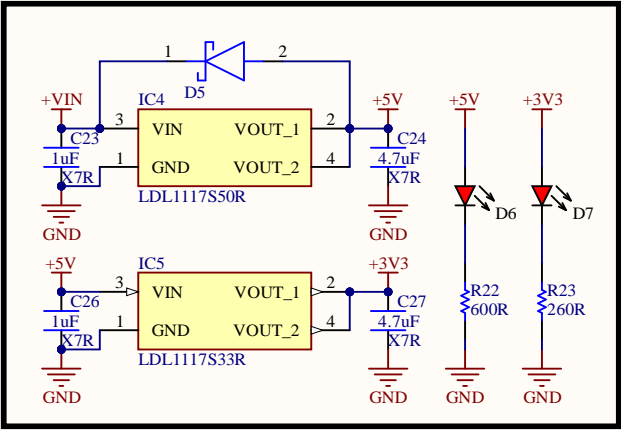 1 2
D5
+VIN IC4 +5V +5V +3V3
3 VIN VOUT_1 2
C23 C24
1uF 1 GND VOUT_2 4 4.7uF
X7R X7R
LDL1117S50R
D6 D7
GND GND
+5V IC5 +3V3
3 VIN VOUT_1 2
R22 R23
C26 C27
600R 260R
1uF 1 GND VOUT_2 4 4.7uF
X7R X7R
LDL1117S33R
GND GND GND GND